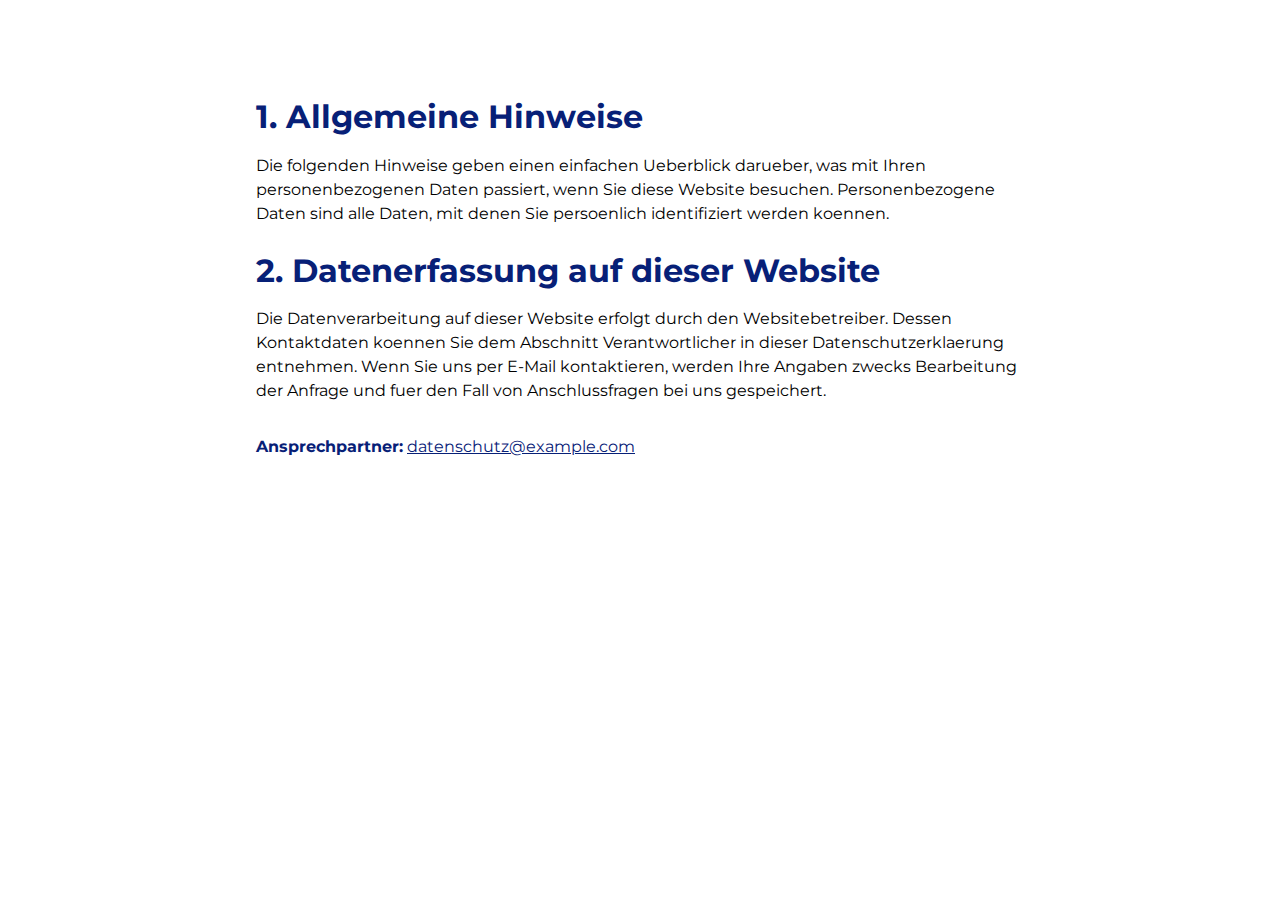 1. Allgemeine Hinweise
Die folgenden Hinweise geben einen einfachen Ueberblick darueber, was mit Ihren
personenbezogenen Daten passiert, wenn Sie diese Website besuchen. Personenbezogene
Daten sind alle Daten, mit denen Sie persoenlich identifiziert werden koennen.
2. Datenerfassung auf dieser Website
Die Datenverarbeitung auf dieser Website erfolgt durch den Websitebetreiber. Dessen
Kontaktdaten koennen Sie dem Abschnitt Verantwortlicher in dieser Datenschutzerklaerung
entnehmen. Wenn Sie uns per E-Mail kontaktieren, werden Ihre Angaben zwecks Bearbeitung
der Anfrage und fuer den Fall von Anschlussfragen bei uns gespeichert.
Ansprechpartner: datenschutz@example.com